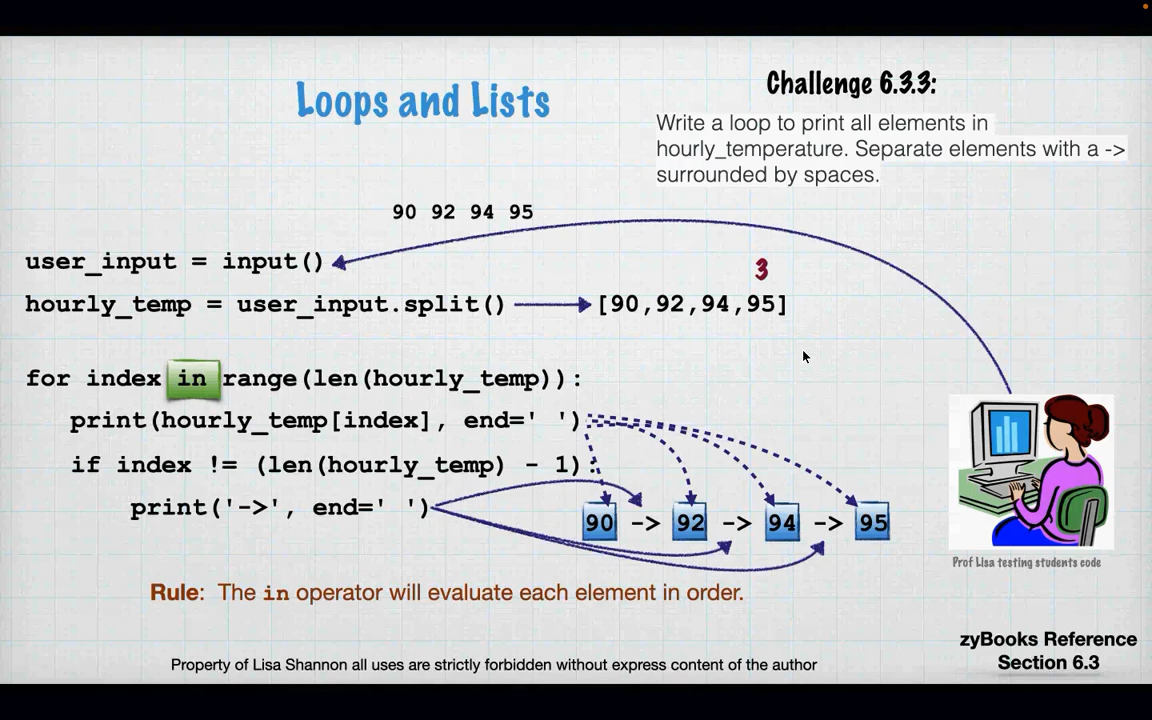 Loops and Lists
Challenge 6.3.3:
Write a loop to print all elements in
hourly_temperature. Separate elements with a ->
surrounded by spaces.
90 92 94 95
user_input = input()
3
hourly_temp = user_input.split()
[90,92,94,95]
for index in range(len(hourly_temp)):
print(hourly_temp[index], end=' ')
if index != (len(hourly_temp) - 1):
print('->', end=' ')
90 -> 92 -> 94 -> 95
Prof Lisa testing students code
Rule: The in operator will evaluate each element in order.
zyBooks Reference
Section 6.3
Property of Lisa Shannon all uses are strictly forbidden without express content of the author